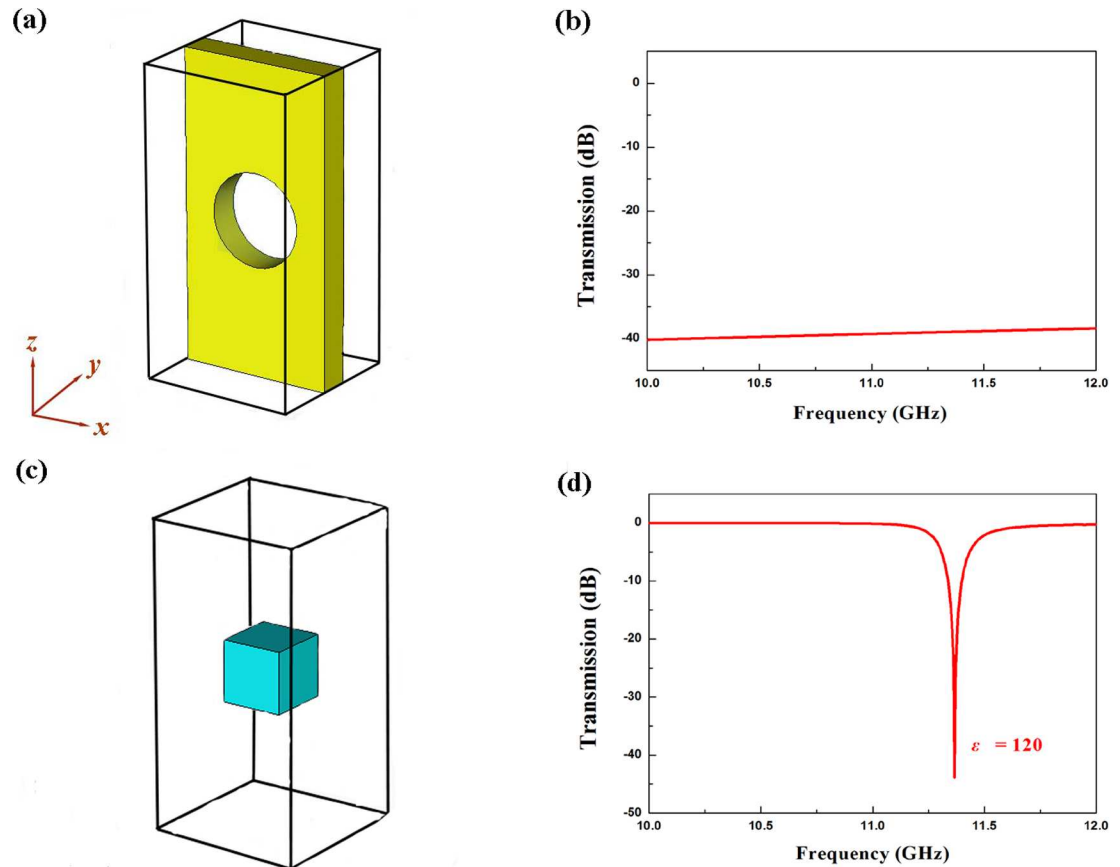 (a)
z
y
x
(b)
Transmission (dB)
0
-10
-20
-30
-40
10.0 10.5 11.0 11.5 12.0
Frequency (GHz)
(c)
(d)
Transmission (dB)
0
-10
-20
-30
-40
-50
ε = 120
10.0 10.5 11.0 11.5 12.0
Frequency (GHz)